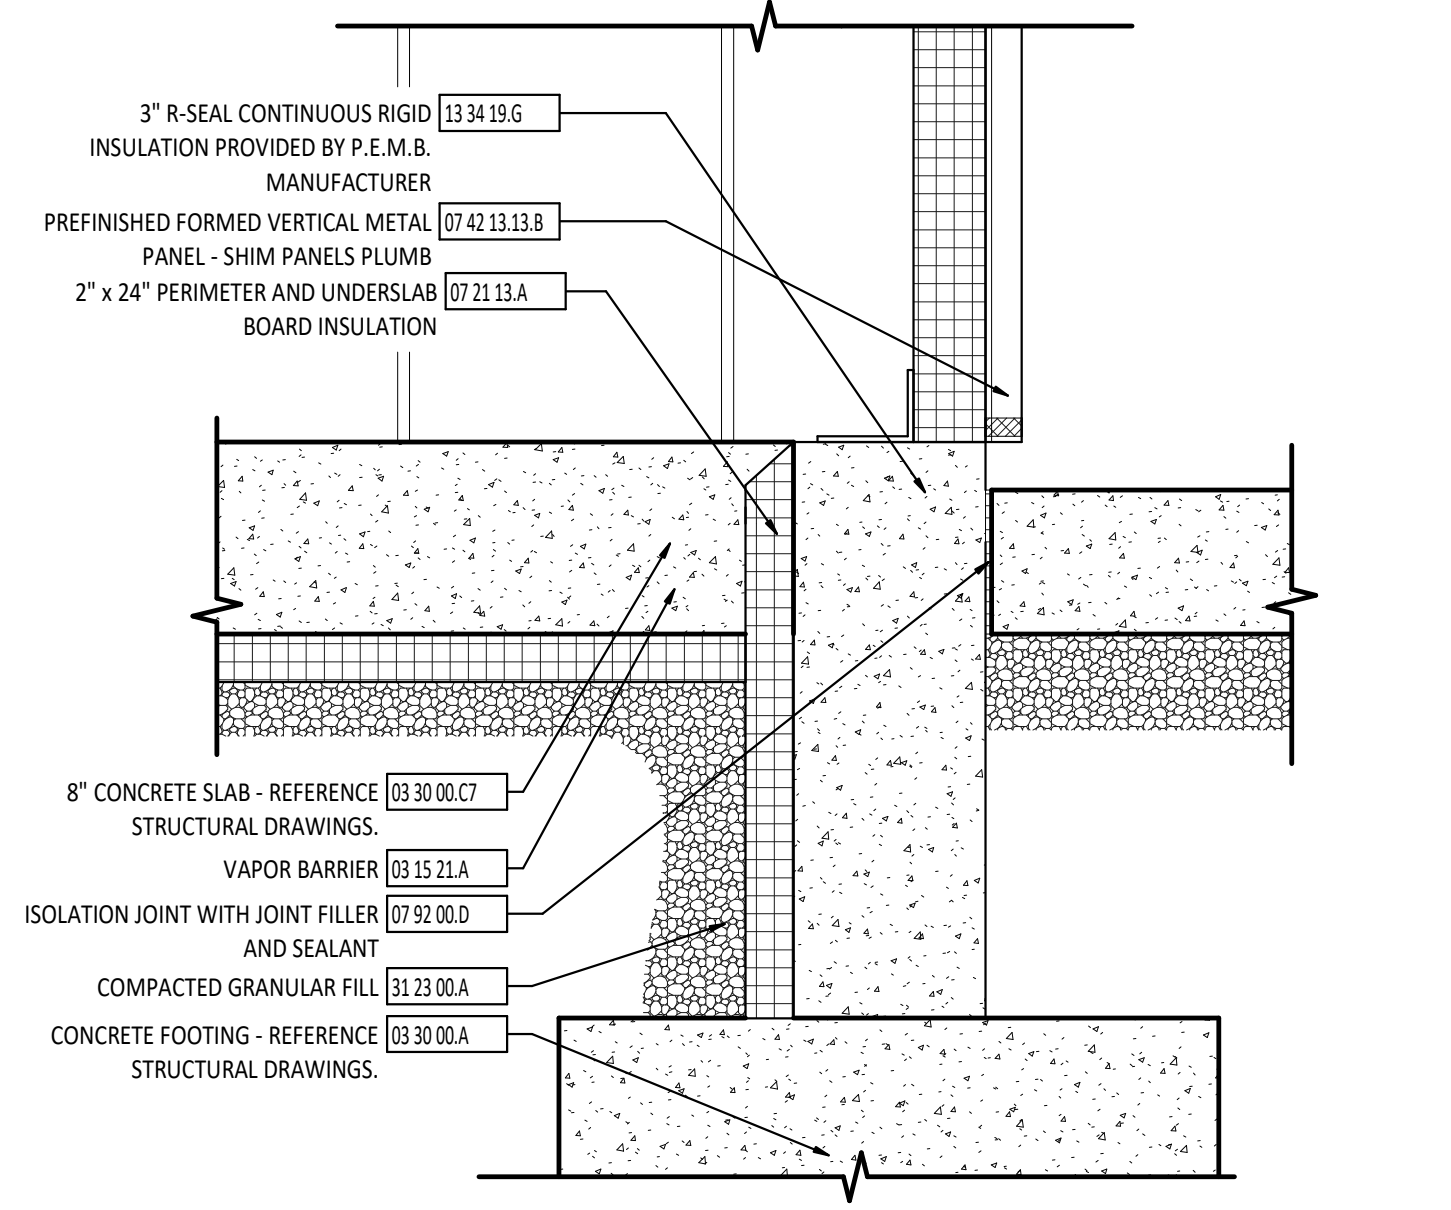 3" R-SEAL CONTINUOUS RIGID 13 34 19.G
INSULATION PROVIDED BY P.E.M.B.
MANUFACTURER
PREFINISHED FORMED VERTICAL METAL 07 42 13.13.B
PANEL - SHIM PANELS PLUMB
2" x 24" PERIMETER AND UNDERSLAB 07 21 13.A
BOARD INSULATION
8" CONCRETE SLAB - REFERENCE 03 30 00.C7
STRUCTURAL DRAWINGS.
VAPOR BARRIER 03 15 21.A
ISOLATION JOINT WITH JOINT FILLER 07 92 00.D
AND SEALANT
COMPACTED GRANULAR FILL 31 23 00.A
CONCRETE FOOTING - REFERENCE 03 30 00.A
STRUCTURAL DRAWINGS.